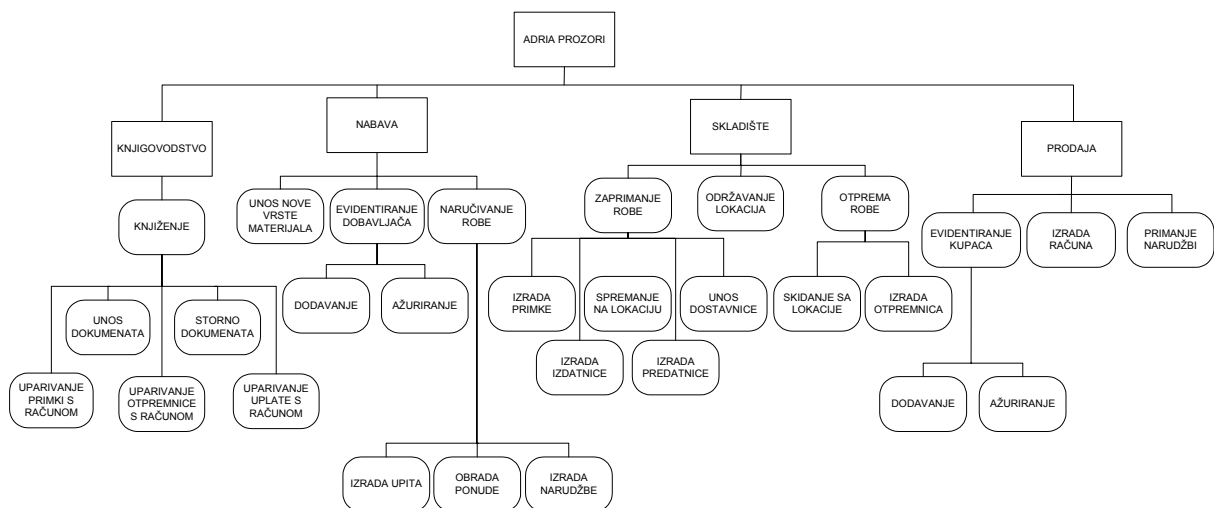 ADRIA PROZORI
KNJIGOVODSTVO
NABAVA
SKLADIŠTE
PRODAJA
KNJIŽENJE
UNOS NOVE
VRSTE
MATERIJALA
EVIDENTIRANJE
DOBAVLJAČA
NARUČIVANJE
ROBE
ZAPRIMANJE
ROBE
ODRŽAVANJE
LOKACIJA
OTPREMA
ROBE
EVIDENTIRANJE
KUPACA
IZRADA
RAČUNA
PRIMANJE
NARUDŽBI
UNOS
DOKUMENATA
STORNO
DOKUMENATA
DODAVANJE
AŽURIRANJE
IZRADA
PRIMKE
SPREMANJE
NA LOKACIJU
UNOS
DOSTAVNICE
SKIDANJE SA
LOKACIJE
IZRADA
OTPREMNICA
UPARIVANJE
PRIMKI S
RAČUNOM
UPARIVANJE
OTPREMNICE
S RAČUNOM
UPARIVANJE
UPLATE S
RAČUNOM
IZRADA
IZDATNICE
IZRADA
PREDATNICE
DODAVANJE
AŽURIRANJE
IZRADA UPITA
OBRADA
PONUDE
IZRADA
NARUDŽBE